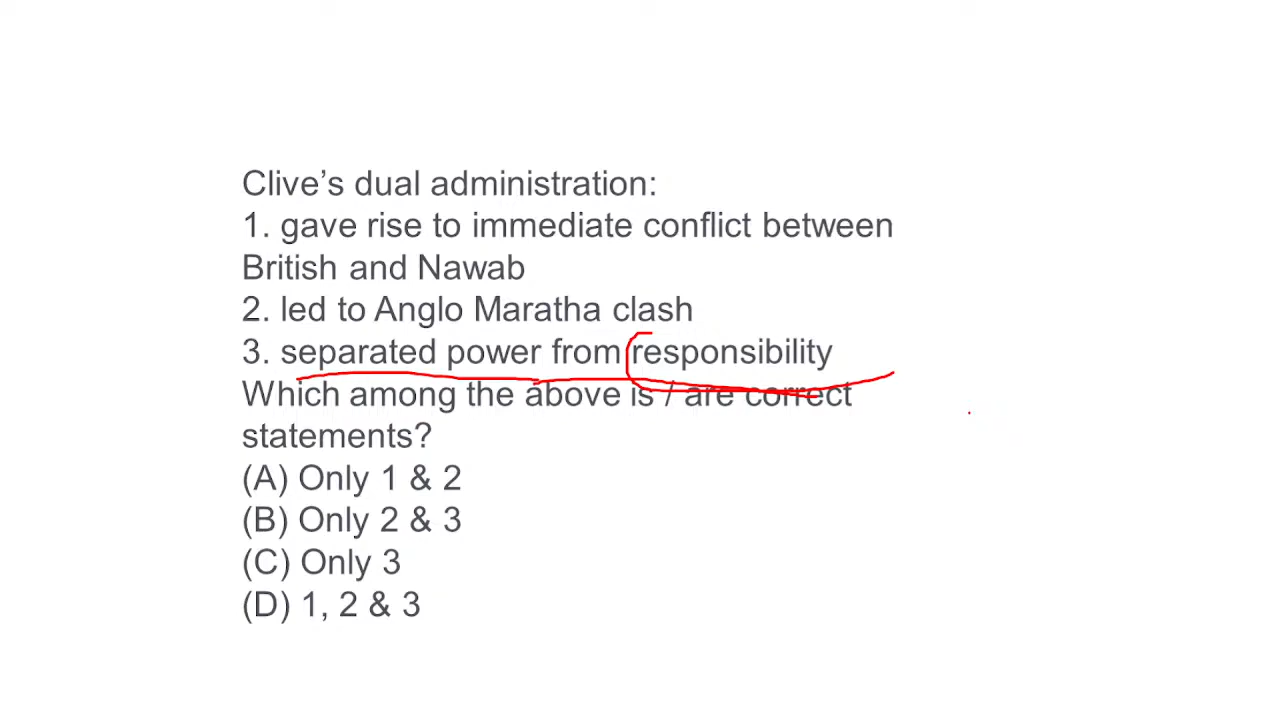 Clive’s dual administration:
1. gave rise to immediate conflict between
British and Nawab
2. led to Anglo Maratha clash
3. separated power from responsibility
Which among the above is / are correct
statements?
(A) Only 1 & 2
(B) Only 2 & 3
(C) Only 3
(D) 1, 2 & 3